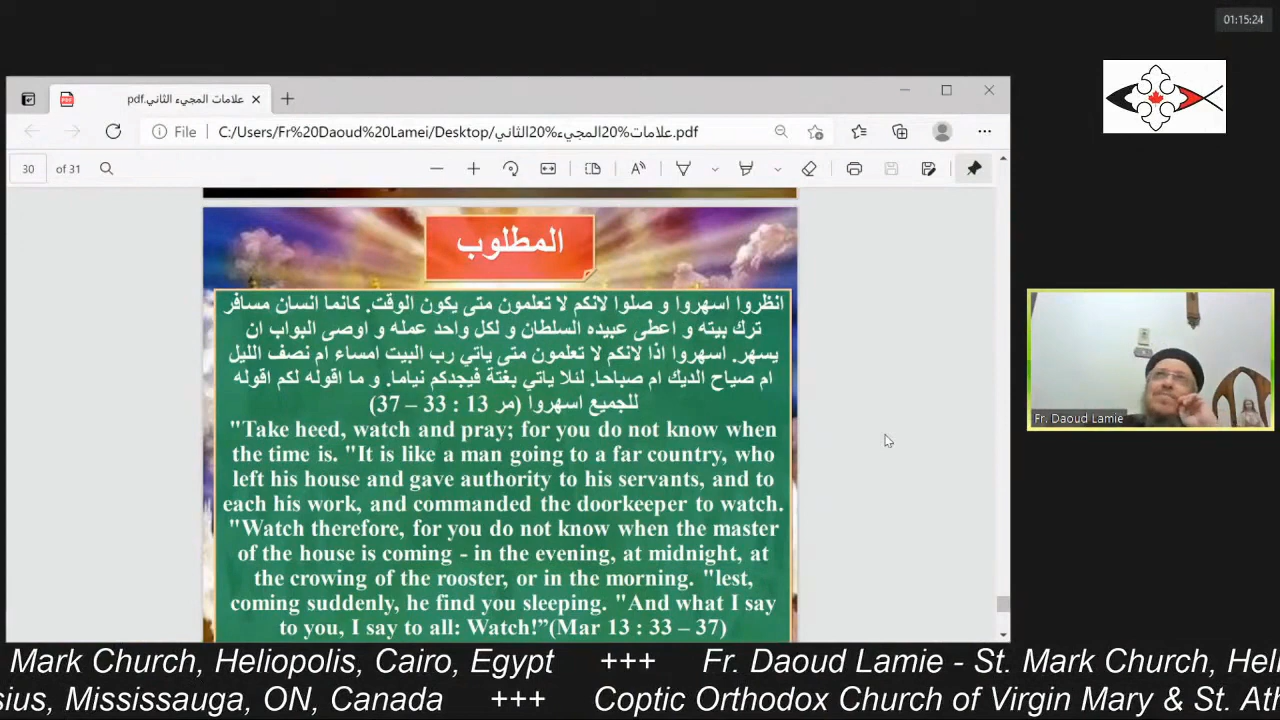 01:15:24
علامات المجيء الثاني.pdf
File C:/Users/Fr%20Daoud%20Lamei/Desktop/علامات%20المجيء%20الثاني.pdf
30 of 31
المطلوب
انظروا اسهروا و صلوا لانكم لا تعلمون متى يكون الوقت. كانما انسان مسافر
ترك بيته و اعطى عبيده السلطان و لكل واحد عمله و اوصى البواب ان
يسهر. اسهروا اذا لانكم لا تعلمون متى ياتي رب البيت امساء ام نصف الليل
ام صياح الديك ام صباحا. لئلا ياتي بغتة فيجدكم نياما. و ما اقوله لكم اقوله
للجميع اسهروا (مر 13 : 33 – 37)
"Take heed, watch and pray; for you do not know when
the time is. "It is like a man going to a far country, who
left his house and gave authority to his servants, and to
each his work, and commanded the doorkeeper to watch.
"Watch therefore, for you do not know when the master
of the house is coming - in the evening, at midnight, at
the crowing of the rooster, or in the morning. "lest,
coming suddenly, he find you sleeping. "And what I say
to you, I say to all: Watch!”(Mar 13 : 33 – 37)
Fr. Daoud Lamie
Mark Church, Heliopolis, Cairo, Egypt +++ Fr. Daoud Lamie - St. Mark Church, Hel
sius, Mississauga, ON, Canada +++ Coptic Orthodox Church of Virgin Mary & St. Ath